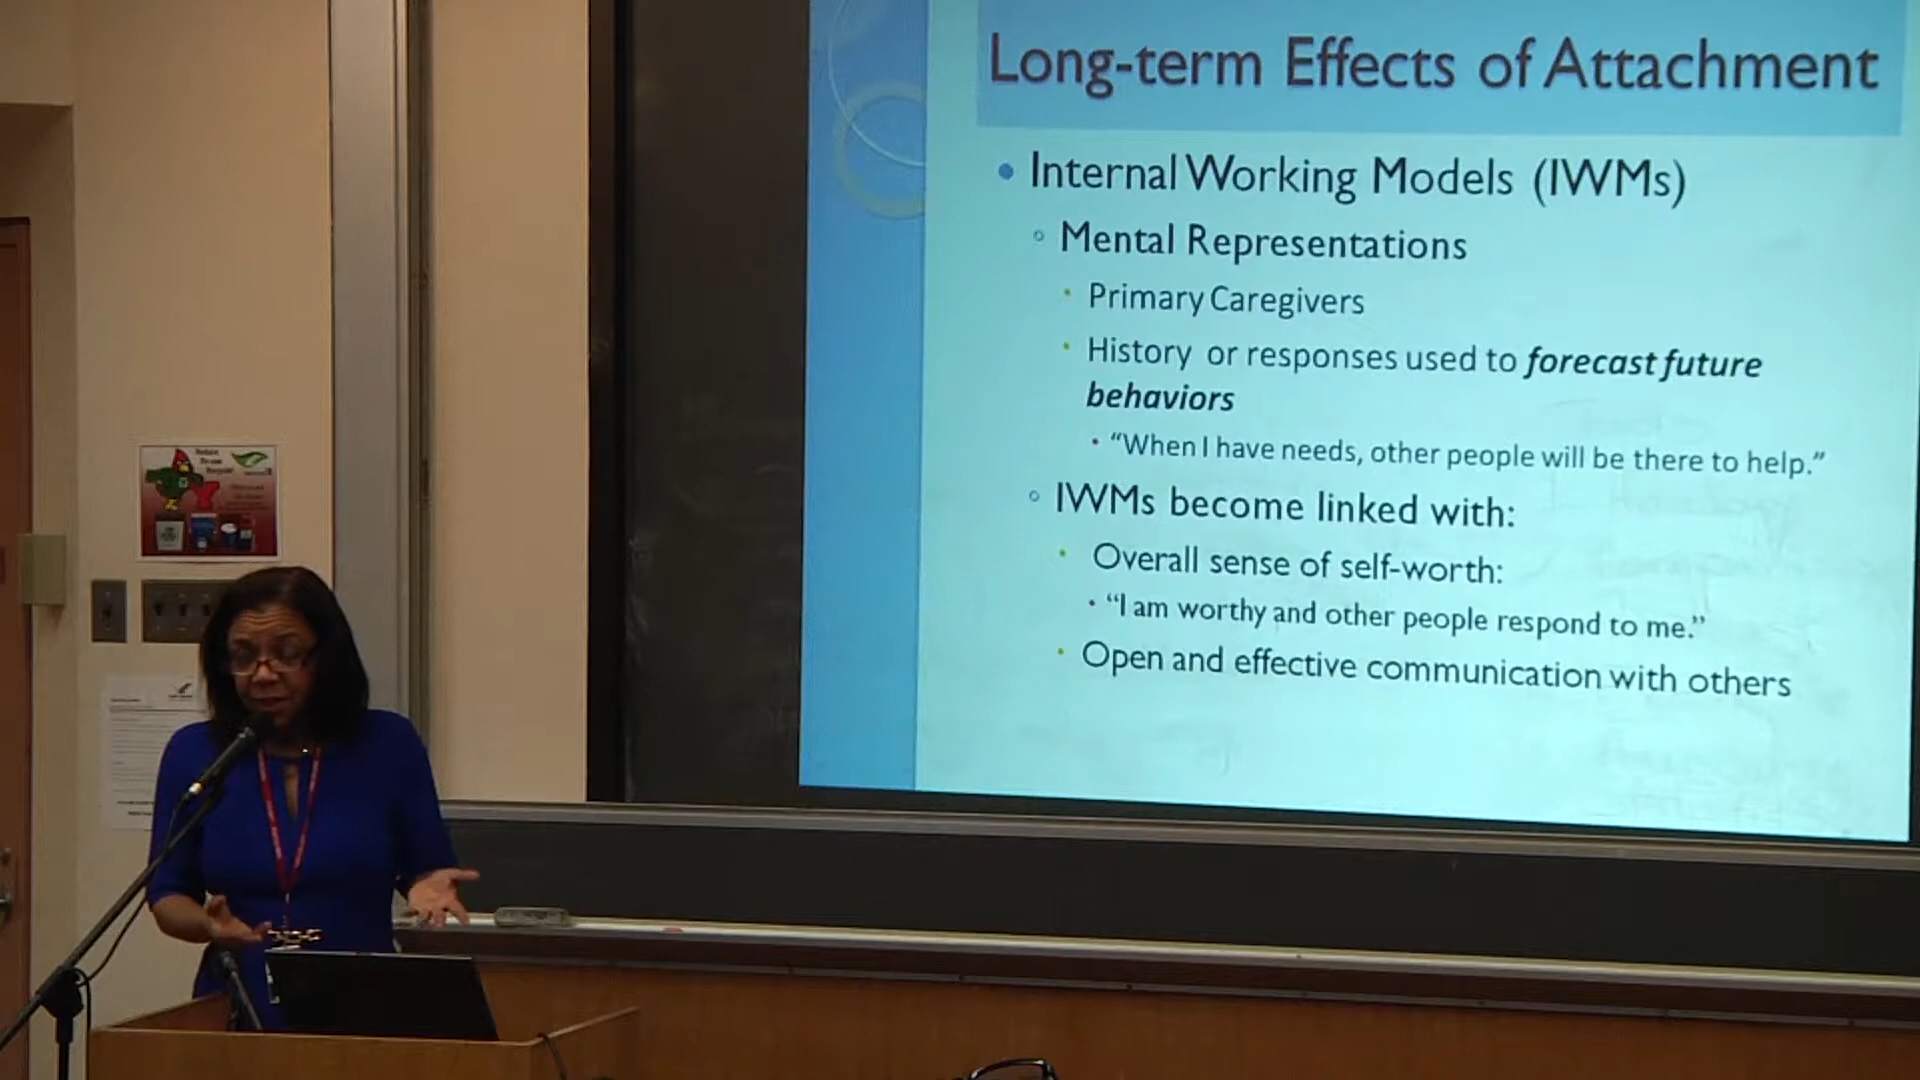 Long-term Effects of Attachment
Internal Working Models (IWMs)
Mental Representations
Primary Caregivers
History or responses used to forecast future
behaviors
“When I have needs, other people will be there to help.”
IWMs become linked with:
Overall sense of self-worth:
“I am worthy and other people respond to me.”
Open and effective communication with others